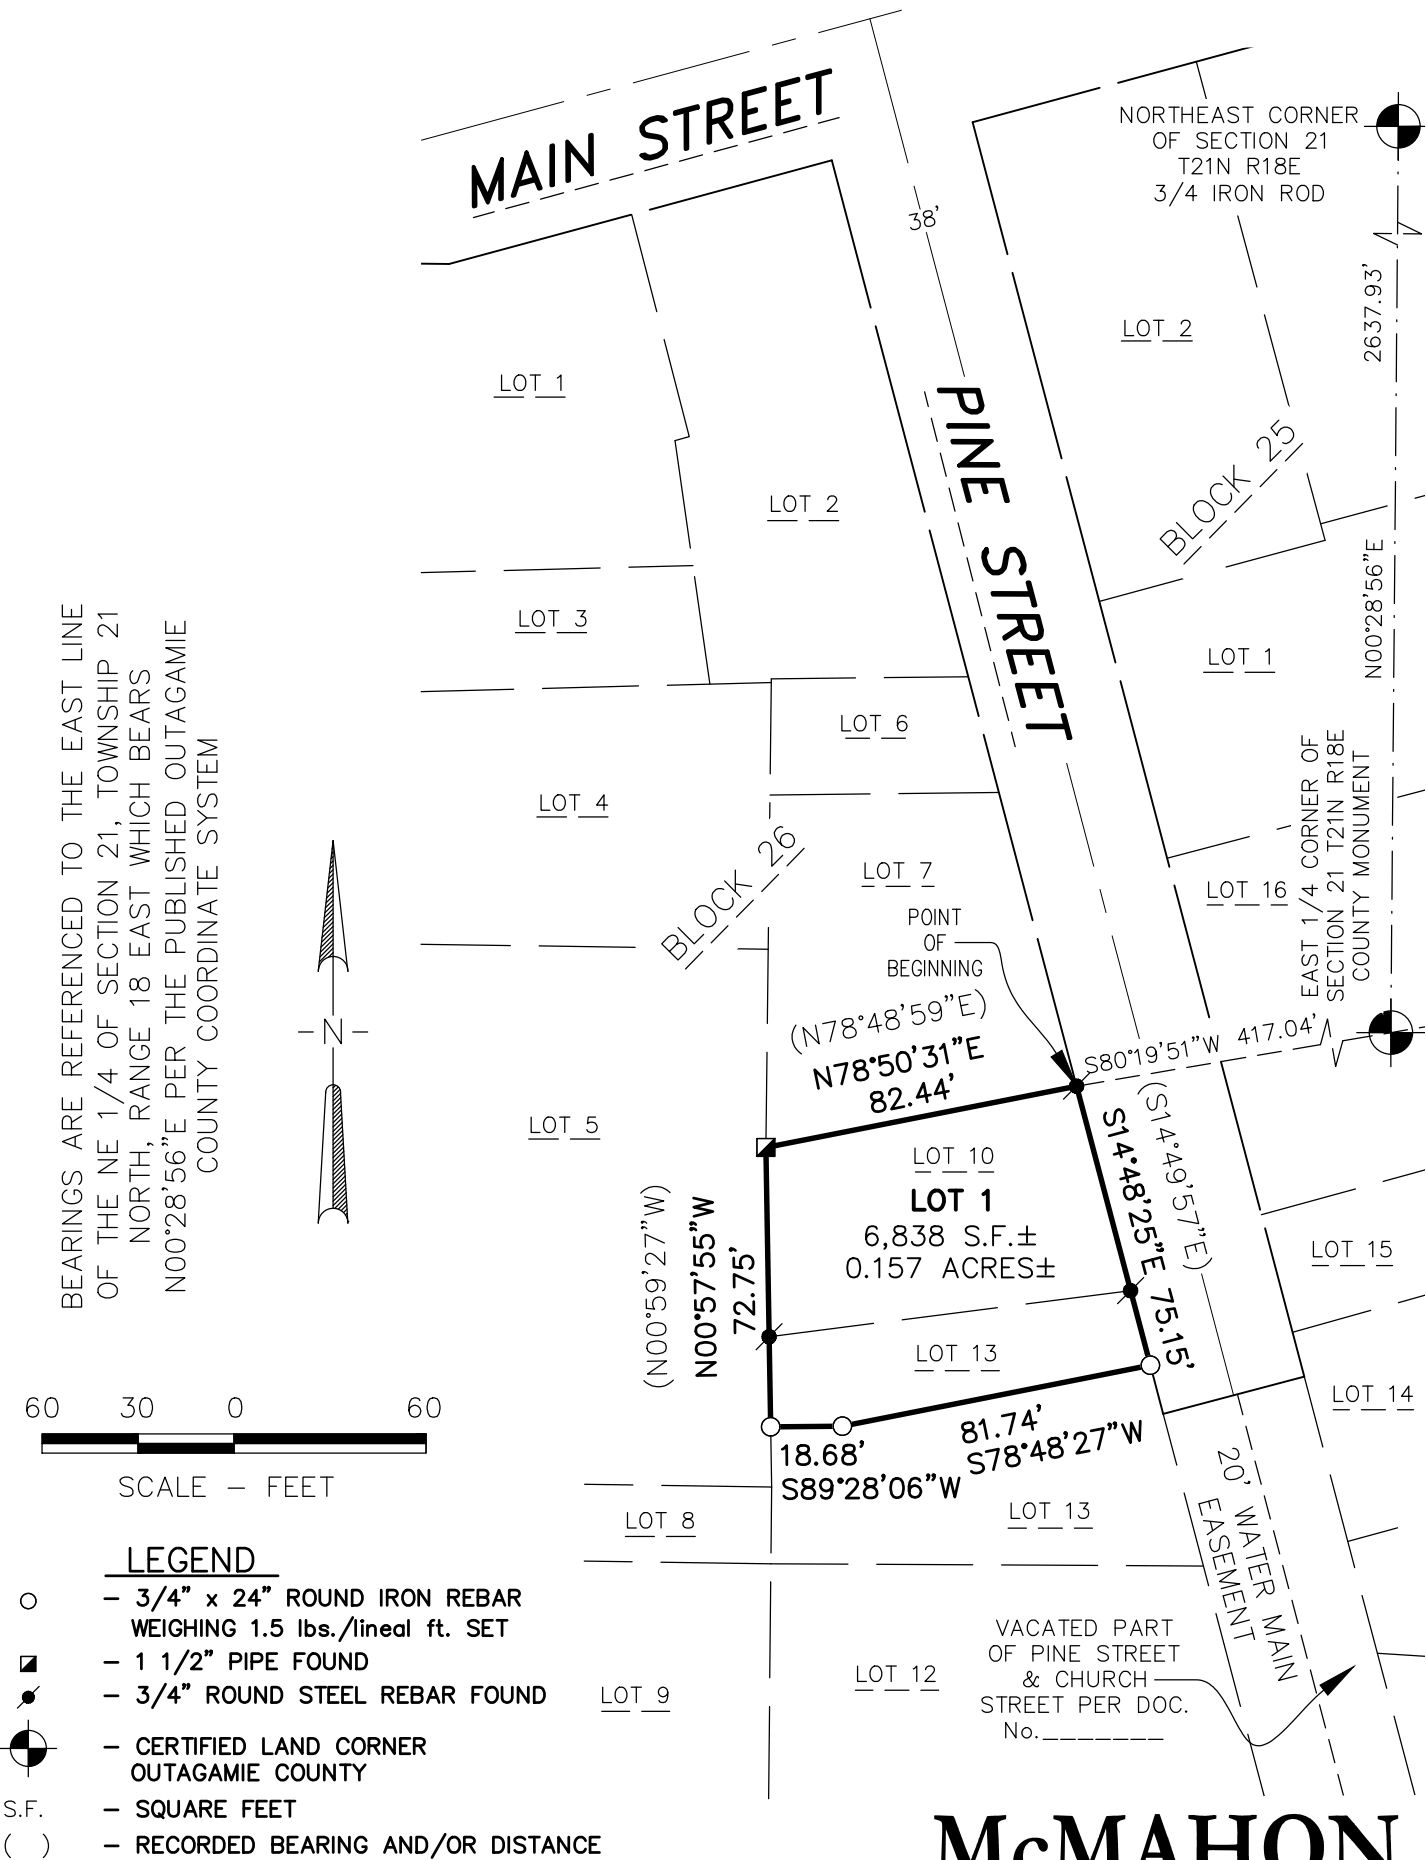 MAIN STREET
NORTHEAST CORNER
OF SECTION 21
T21N R18E
3/4 IRON ROD
38'
2637.93'
LOT 2
LOT 1
PINE STREET
BLOCK 25
LOT 2
N00°28'56"E
LOT 3
LOT 1
BEARINGS ARE REFERENCED TO THE EAST LINE
OF THE NE 1/4 OF SECTION 21, TOWNSHIP 21
NORTH, RANGE 18 EAST WHICH BEARS
N00°28'56"E PER THE PUBLISHED OUTAGAMIE
COUNTY COORDINATE SYSTEM
LOT 6
EAST 1/4 CORNER OF
SECTION 21 T21N R18E
COUNTY MONUMENT
LOT 4
BLOCK 26
LOT 7
LOT 16
POINT
OF
BEGINNING
(N78°48'59"E)
N78°50'31"E
82.44'
S80°19'51"W 417.04'
-N-
LOT 5
S14°48'25"E 75.15'
(S14°49'57"E)
LOT 10
LOT 1
6,838 S.F.±
0.157 ACRES±
(N00°59'27"W)
N00°57'55"W
72.75'
LOT 15
LOT 13
LOT 14
60 30 0 60
SCALE – FEET
81.74'
S78°48'27"W
18.68'
S89°28'06"W
20' WATER MAIN
EASEMENT
LOT 8
LOT 13
LEGEND
– 3/4" x 24" ROUND IRON REBAR
WEIGHING 1.5 lbs./lineal ft. SET
– 1 1/2" PIPE FOUND
– 3/4" ROUND STEEL REBAR FOUND
– CERTIFIED LAND CORNER
OUTAGAMIE COUNTY
S.F. – SQUARE FEET
( ) – RECORDED BEARING AND/OR DISTANCE
LOT 9
LOT 12
VACATED PART
OF PINE STREET
& CHURCH
STREET PER DOC.
No._______
McMAHON